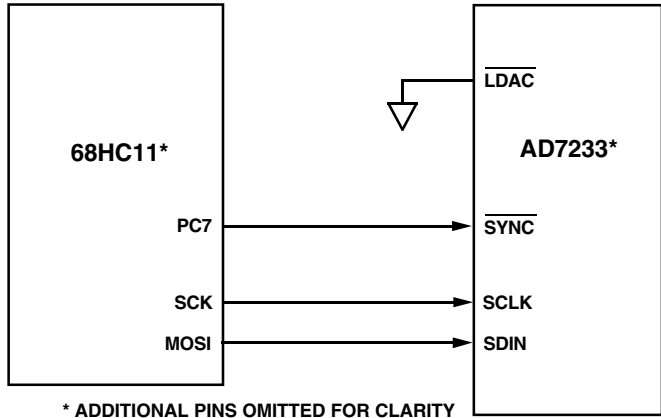 68HC11*
PC7
SCK
MOSI
LDAC
AD7233*
SYNC
SCLK
SDIN
* ADDITIONAL PINS OMITTED FOR CLARITY